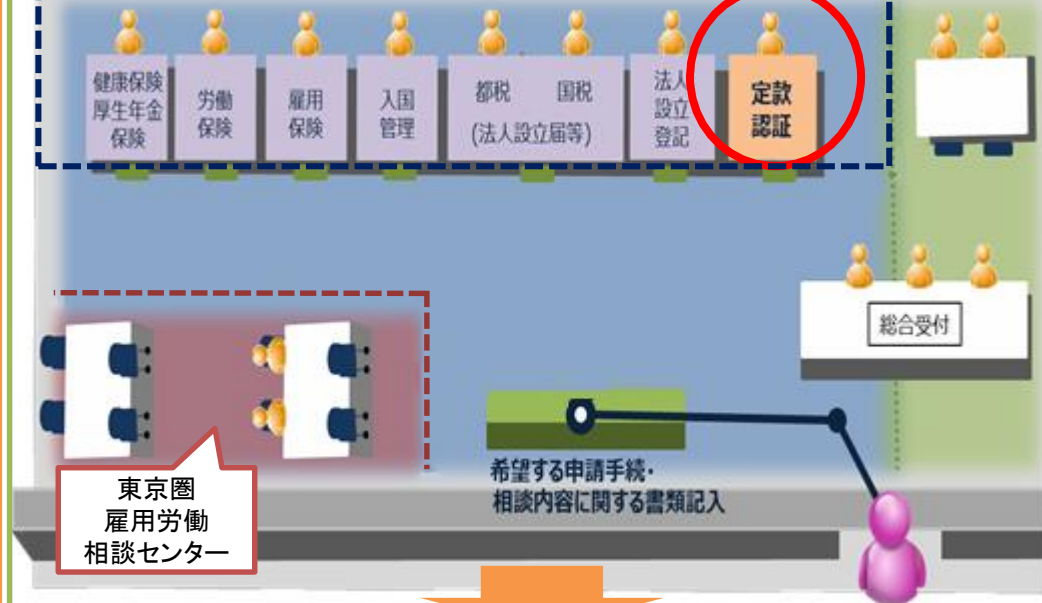 健康保険
厚生年金
保険
労働
保険
雇用
保険
入国
管理
都税 国税
(法人設立届等)
法人
設立
登記
定款
認証
総合受付
希望する申請手続・
相談内容に関する書類記入
東京圏
雇用労働
相談センター